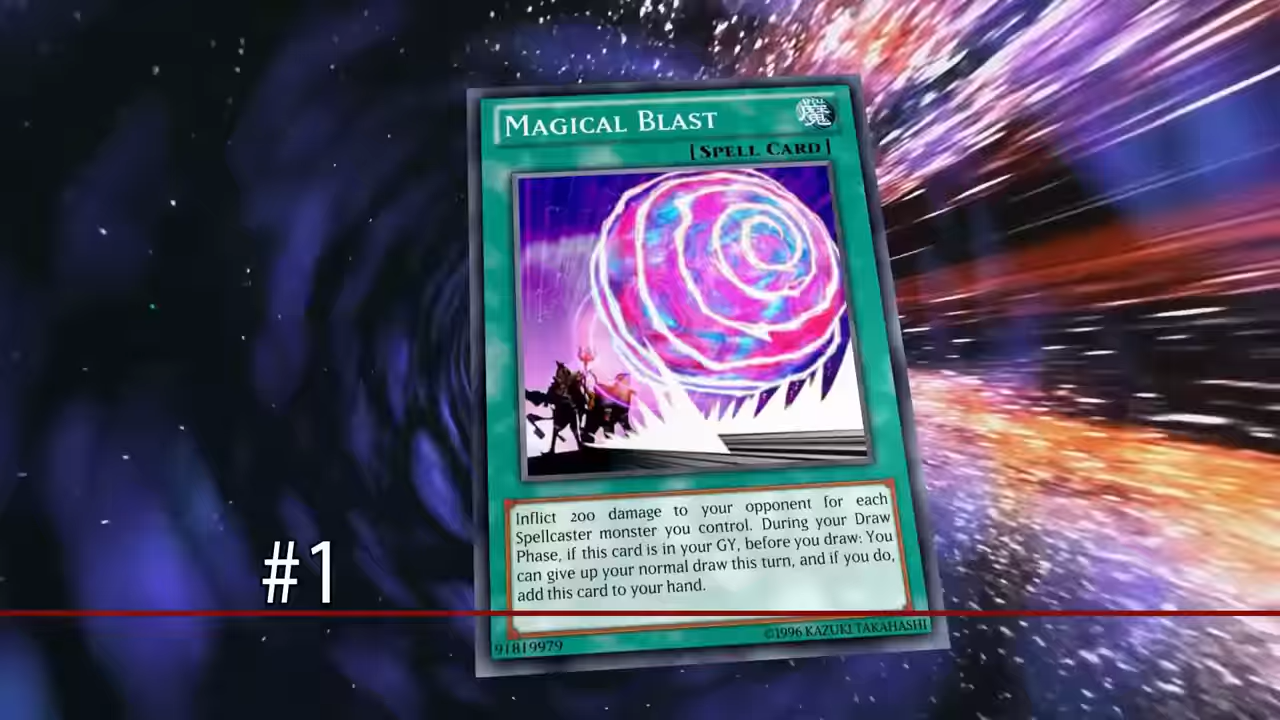 MAGICAL BLAST
SPELL
魔
[SPELL CARD]
Inflict 200 damage to your opponent for each
Spellcaster monster you control. During your Draw
Phase, if this card is in your GY, before you draw: You
can give up your normal draw this turn, and if you do,
add this card to your hand.
#1
91819979
©1996 KAZUKI TAKAHASHI